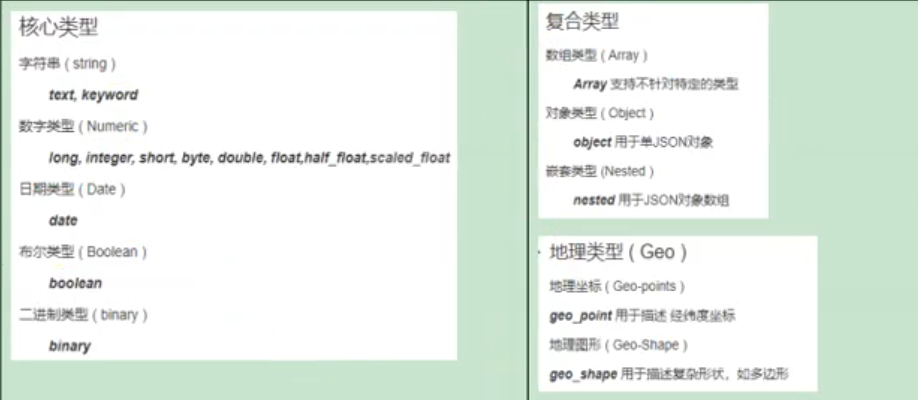 核心类型
字符串 ( string )
text, keyword
数字类型 ( Numeric )
long, integer, short, byte, double, float,half_float,scaled_float
日期类型 ( Date )
date
布尔类型 ( Boolean )
boolean
二进制类型 ( binary )
binary
复合类型
数组类型 ( Array )
Array 支持不针对特定的类型
对象类型 ( Object )
object 用于单JSON对象
嵌套类型 (Nested )
nested 用于JSON对象数组
地理类型 ( Geo )
地理坐标 ( Geo-points )
geo_point 用于描述 经纬度坐标
地理图形 ( Geo-Shape )
geo_shape 用于描述复杂形状，如多边形